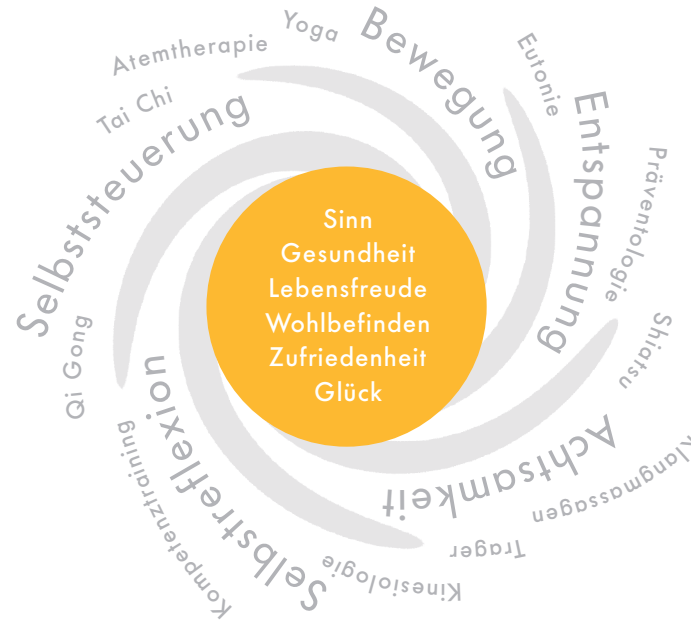 Sinn
Gesundheit
Lebensfreude
Wohlbefinden
Zufriedenheit
Glück
Bewegung
Entspannung
Achtsamkeit
Selbstreflexion
Selbststeuerung
Yoga
Eutonie
Präventologie
Shiatsu
Klangmassagen
Trager
Kinesiologie
Kompetenztraining
Qi Gong
Tai Chi
Atemtherapie